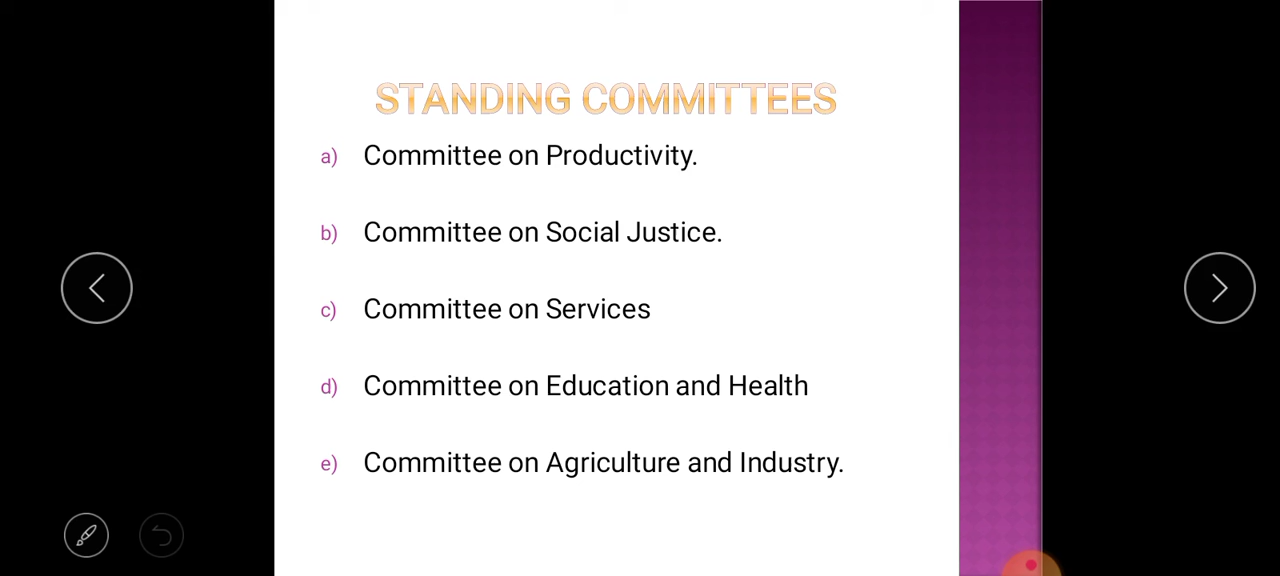 STANDING COMMITTEES
a) Committee on Productivity.
b) Committee on Social Justice.
c) Committee on Services
d) Committee on Education and Health
e) Committee on Agriculture and Industry.